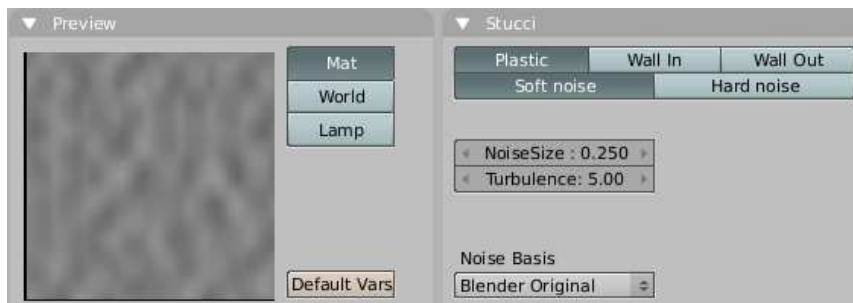 Preview
Mat
World
Lamp
Default Vars
Stucci
Plastic Wall In Wall Out
Soft noise Hard noise
NoiseSize : 0.250
Turbulence: 5.00
Noise Basis
Blender Original